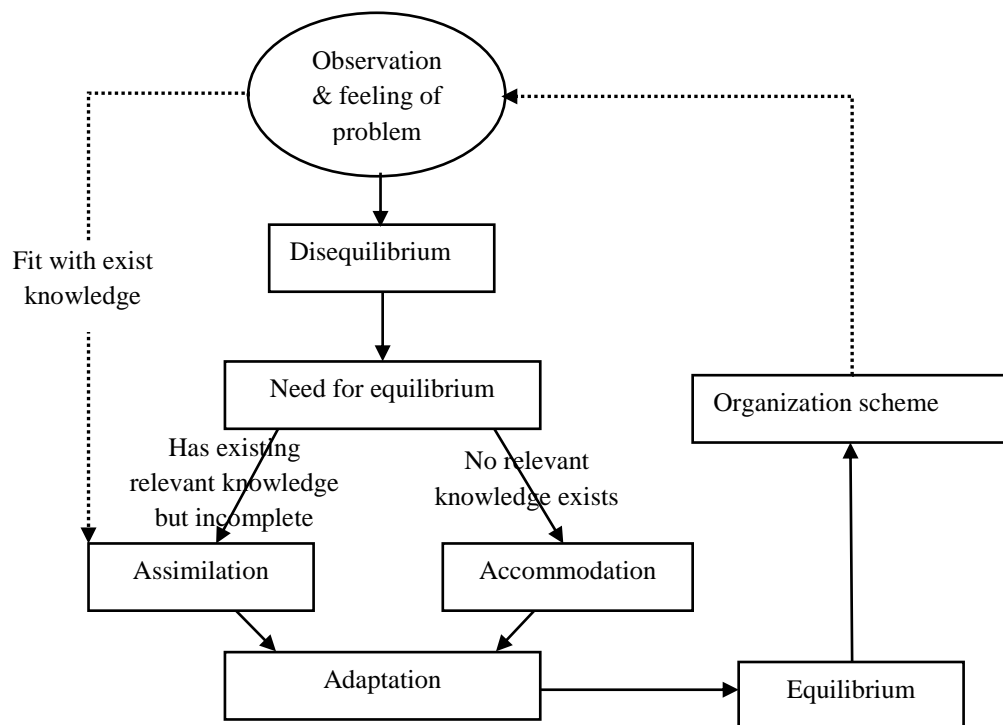 Observation
& feeling of
problem
Disequilibrium
Fit with exist
knowledge
Need for equilibrium
Organization scheme
Has existing
relevant knowledge
but incomplete
No relevant
knowledge exists
Assimilation
Accommodation
Adaptation
Equilibrium